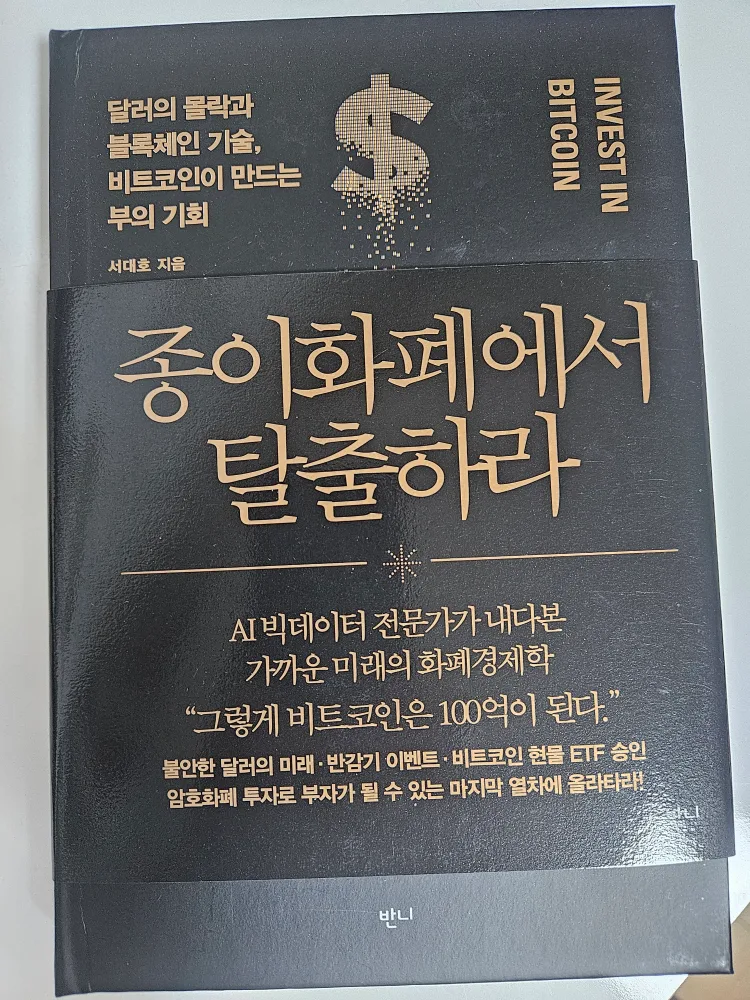 달러의 몰락과
블록체인 기술,
비트코인이 만드는
부의 기회
서대호 지음
INVEST IN
BITCOIN
종이화폐에서
탈출하라
AI 빅데이터 전문가가 내다본
가까운 미래의 화폐경제학
“그렇게 비트코인은 100억이 된다.”
불안한 달러의 미래 · 반감기 이벤트 · 비트코인 현물 ETF 승인
암호화폐 투자로 부자가 될 수 있는 마지막 열차에 올라타라!
반니
반니